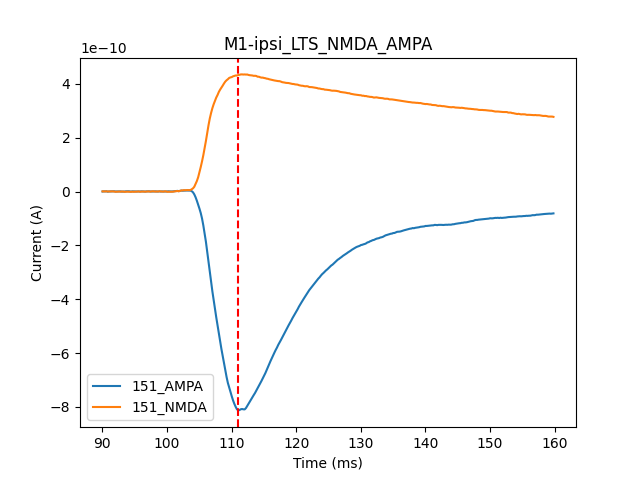 M1-ipsi_LTS_NMDA_AMPA
1e−10
4
2
0
−2
−4
−6
−8
Current (A)
151_AMPA
151_NMDA
90 100 110 120 130 140 150 160
Time (ms)